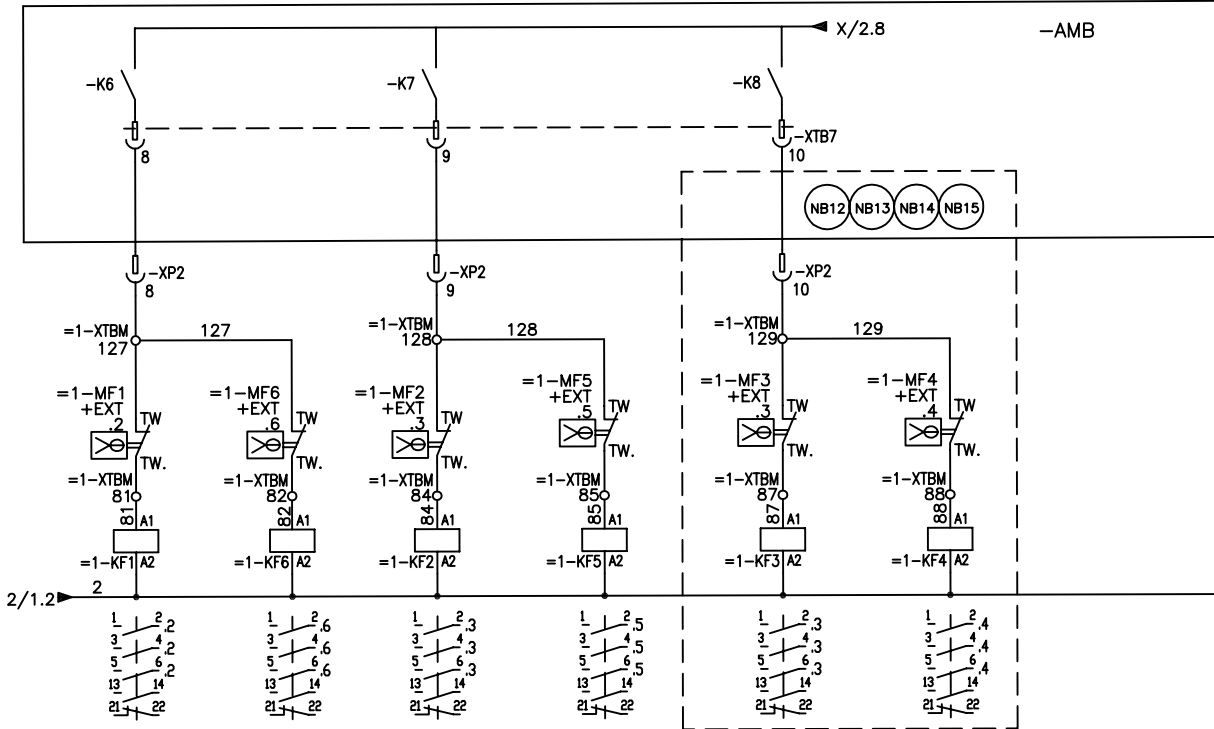 X/2.8
-AMB
-K6
-K7
-K8
8
9
-XTB7
10
NB12 NB13 NB14 NB15
-XP2
8
-XP2
9
-XP2
10
=1-XTBM
127
127
=1-XTBM
128
128
=1-XTBM
129
129
=1-MF1
+EXT
.2
TW
TW.
=1-MF6
+EXT
.6
TW
TW.
=1-MF2
+EXT
.3
TW
TW.
=1-MF5
+EXT
.5
TW
TW.
=1-MF3
+EXT
.3
TW
TW.
=1-MF4
+EXT
.4
TW
TW.
=1-XTBM
81
81
A1
=1-KF1 A2
=1-XTBM
82
82
A1
=1-KF6 A2
=1-XTBM
84
84
A1
=1-KF2 A2
=1-XTBM
85
85
A1
=1-KF5 A2
=1-XTBM
87
87
A1
=1-KF3 A2
=1-XTBM
88
88
A1
=1-KF4 A2
2/1.2
2
1 2 .2
3 4 .2
5 6 .2
13 14
21 22
1 2 .6
3 4 .6
5 6 .6
13 14
21 22
1 2 .3
3 4 .3
5 6 .3
13 14
21 22
1 2 .5
3 4 .5
5 6 .5
13 14
21 22
1 2 .3
3 4 .3
5 6 .3
13 14
21 22
1 2 .4
3 4 .4
5 6 .4
13 14
21 22